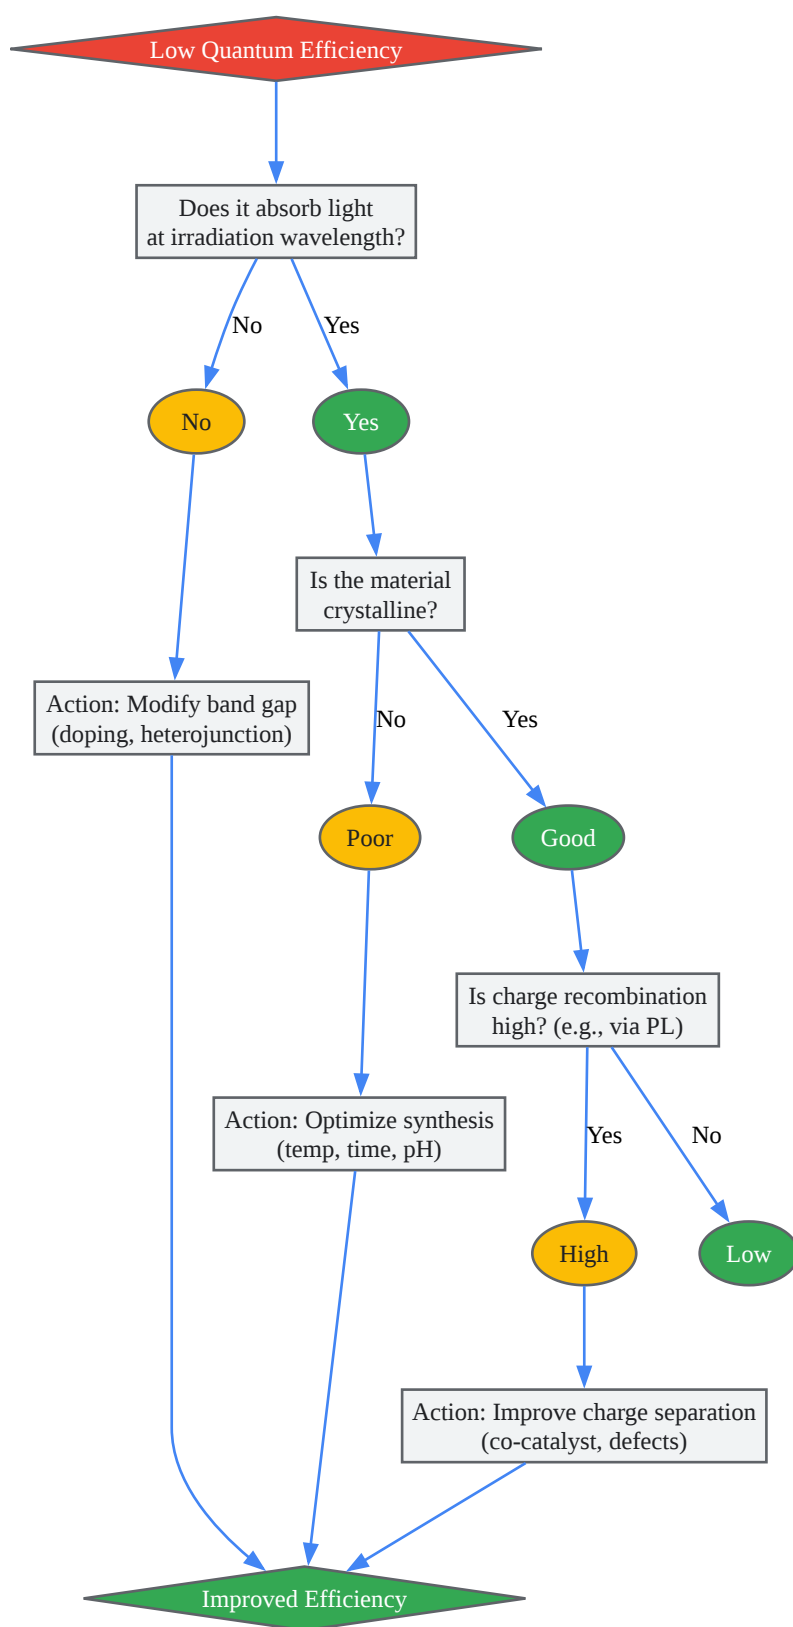 Low Quantum Efficiency
Does it absorb light
at irradiation wavelength?
No
Yes
No
Yes
Is the material
crystalline?
Action: Modify band gap
(doping, heterojunction)
No
Yes
Poor
Good
Is charge recombination
high? (e.g., via PL)
Action: Optimize synthesis
(temp, time, pH)
Yes
No
High
Low
Action: Improve charge separation
(co-catalyst, defects)
Improved Efficiency